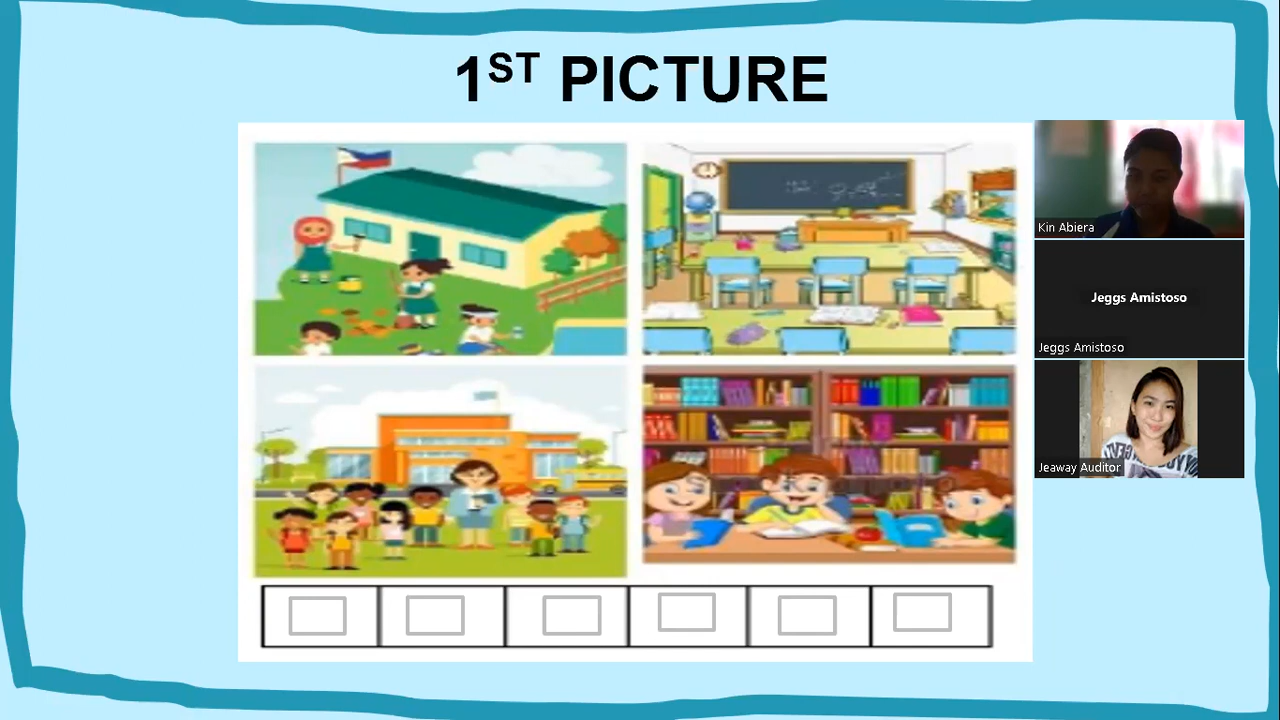 1ST PICTURE
Kin Abiera
Jeggs Amistoso
Jeggs Amistoso
Jeaway Auditor